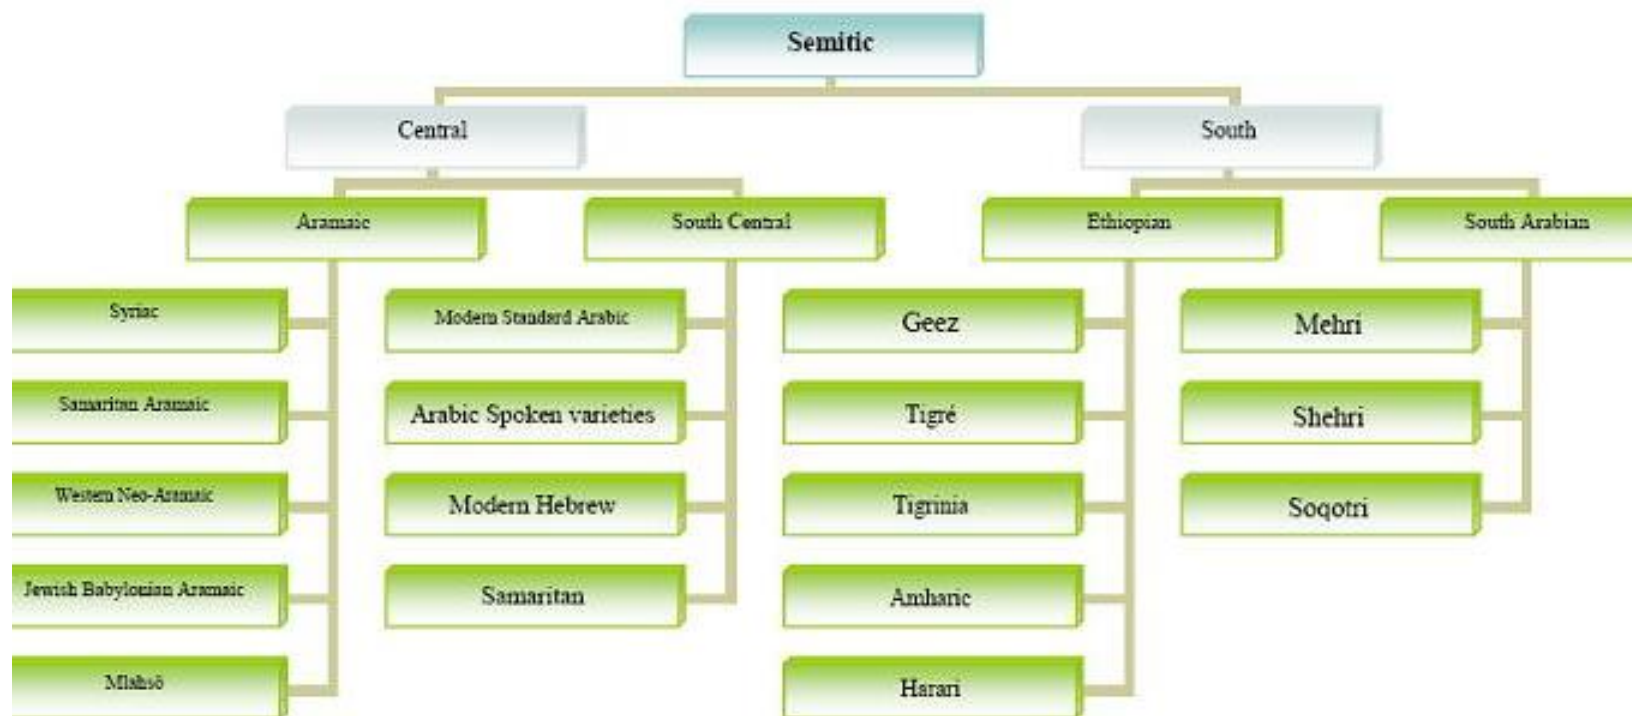 Semitic
Central
South
Aramaic
South Central
Ethiopian
South Arabian
Syriac
Modern Standard Arabic
Geez
Mehri
Samaritan Aramaic
Arabic Spoken varieties
Tigré
Shehri
Western Neo-Aramaic
Modern Hebrew
Tigrinia
Soqotri
Jewish Babylonian Aramaic
Samaritan
Amharic
Mlahsö
Harari